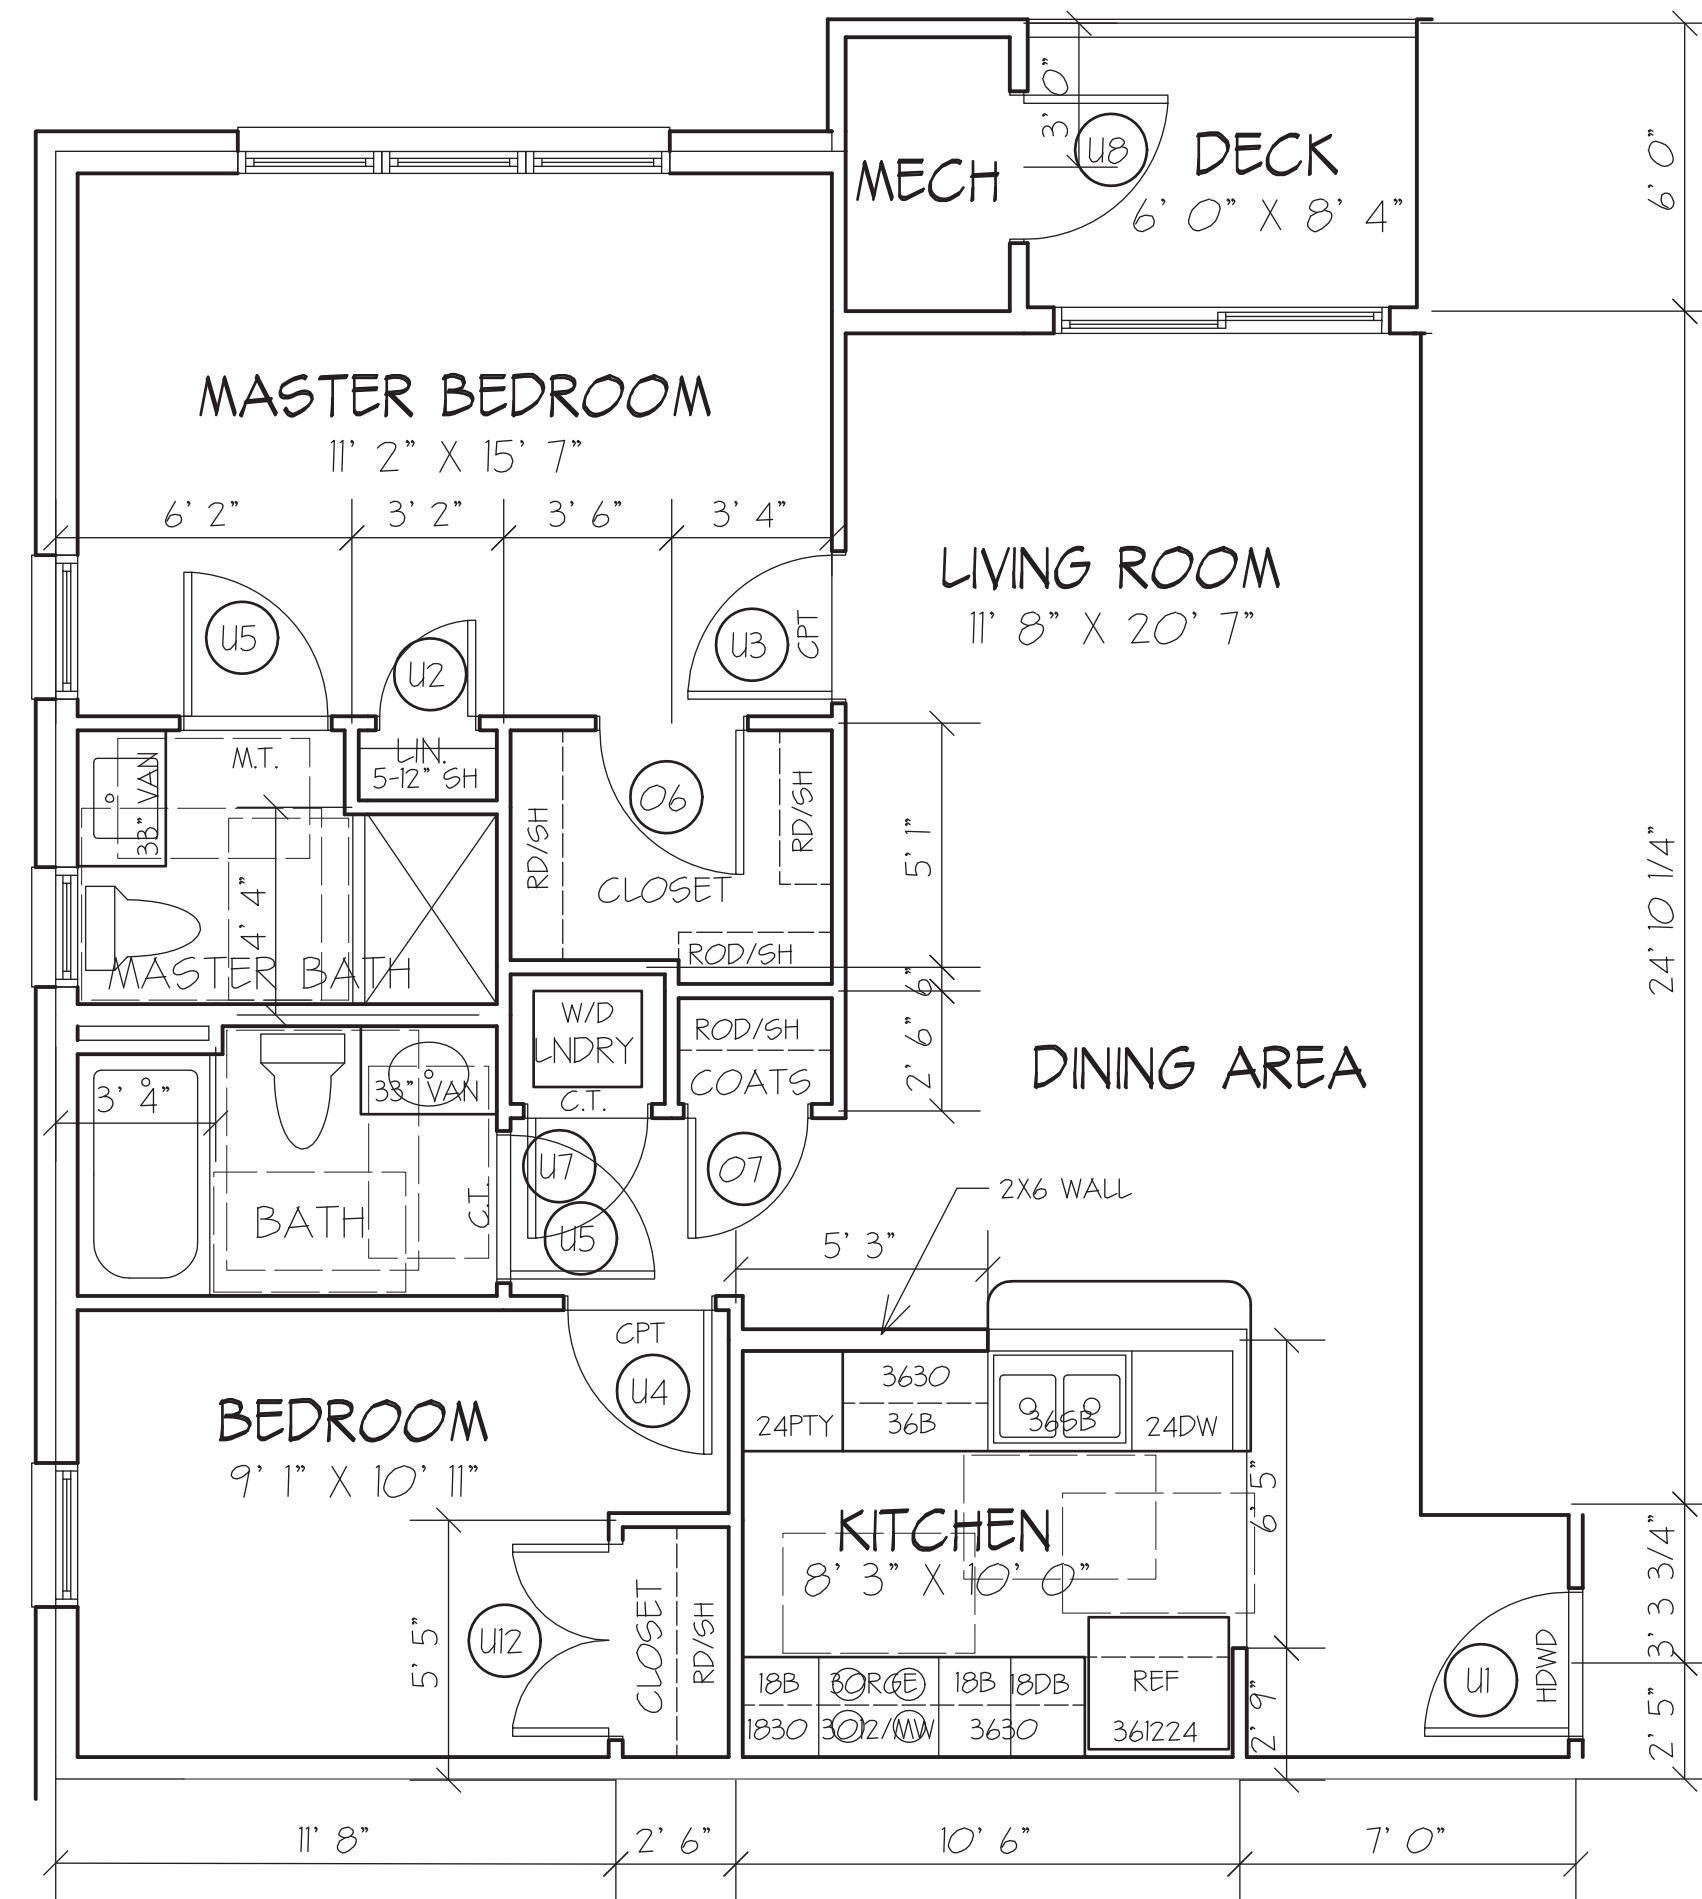 3' 0"
U8
DECK
6' 0" X 8' 4"
MECH
6' 0"
MASTER BEDROOM
11' 2" X 15' 7"
6' 2"
3' 2"
3' 6"
3' 4"
LIVING ROOM
11' 8" X 20' 7"
U5
U2
U3
CPT
LIN.
5-12" SH
M.T.
33" VAN
O6
RD/SH
RD/SH
CLOSET
ROD/SH
5' 1"
24' 10 1/4"
4' 4"
MASTER BATH
6"
W/D
LNDRY
C.T.
ROD/SH
COATS
2' 6"
DINING AREA
3' 4"
33" VAN
C.T.
BATH
U7
U5
O7
2X6 WALL
5' 3"
CPT
U4
BEDROOM
9' 1" X 10' 11"
3630
24PTY
36B
36SB
24DW
6' 5"
KITCHEN
8' 3" X 10' 0"
3' 3 3/4"
5' 5"
U12
CLOSET
RD/SH
18B
30RGE
18B
18DB
REF
1830
3012/MW
3630
361224
2' 9"
U1
HDWD
2' 5"
11' 8"
2' 6"
10' 6"
7' 0"